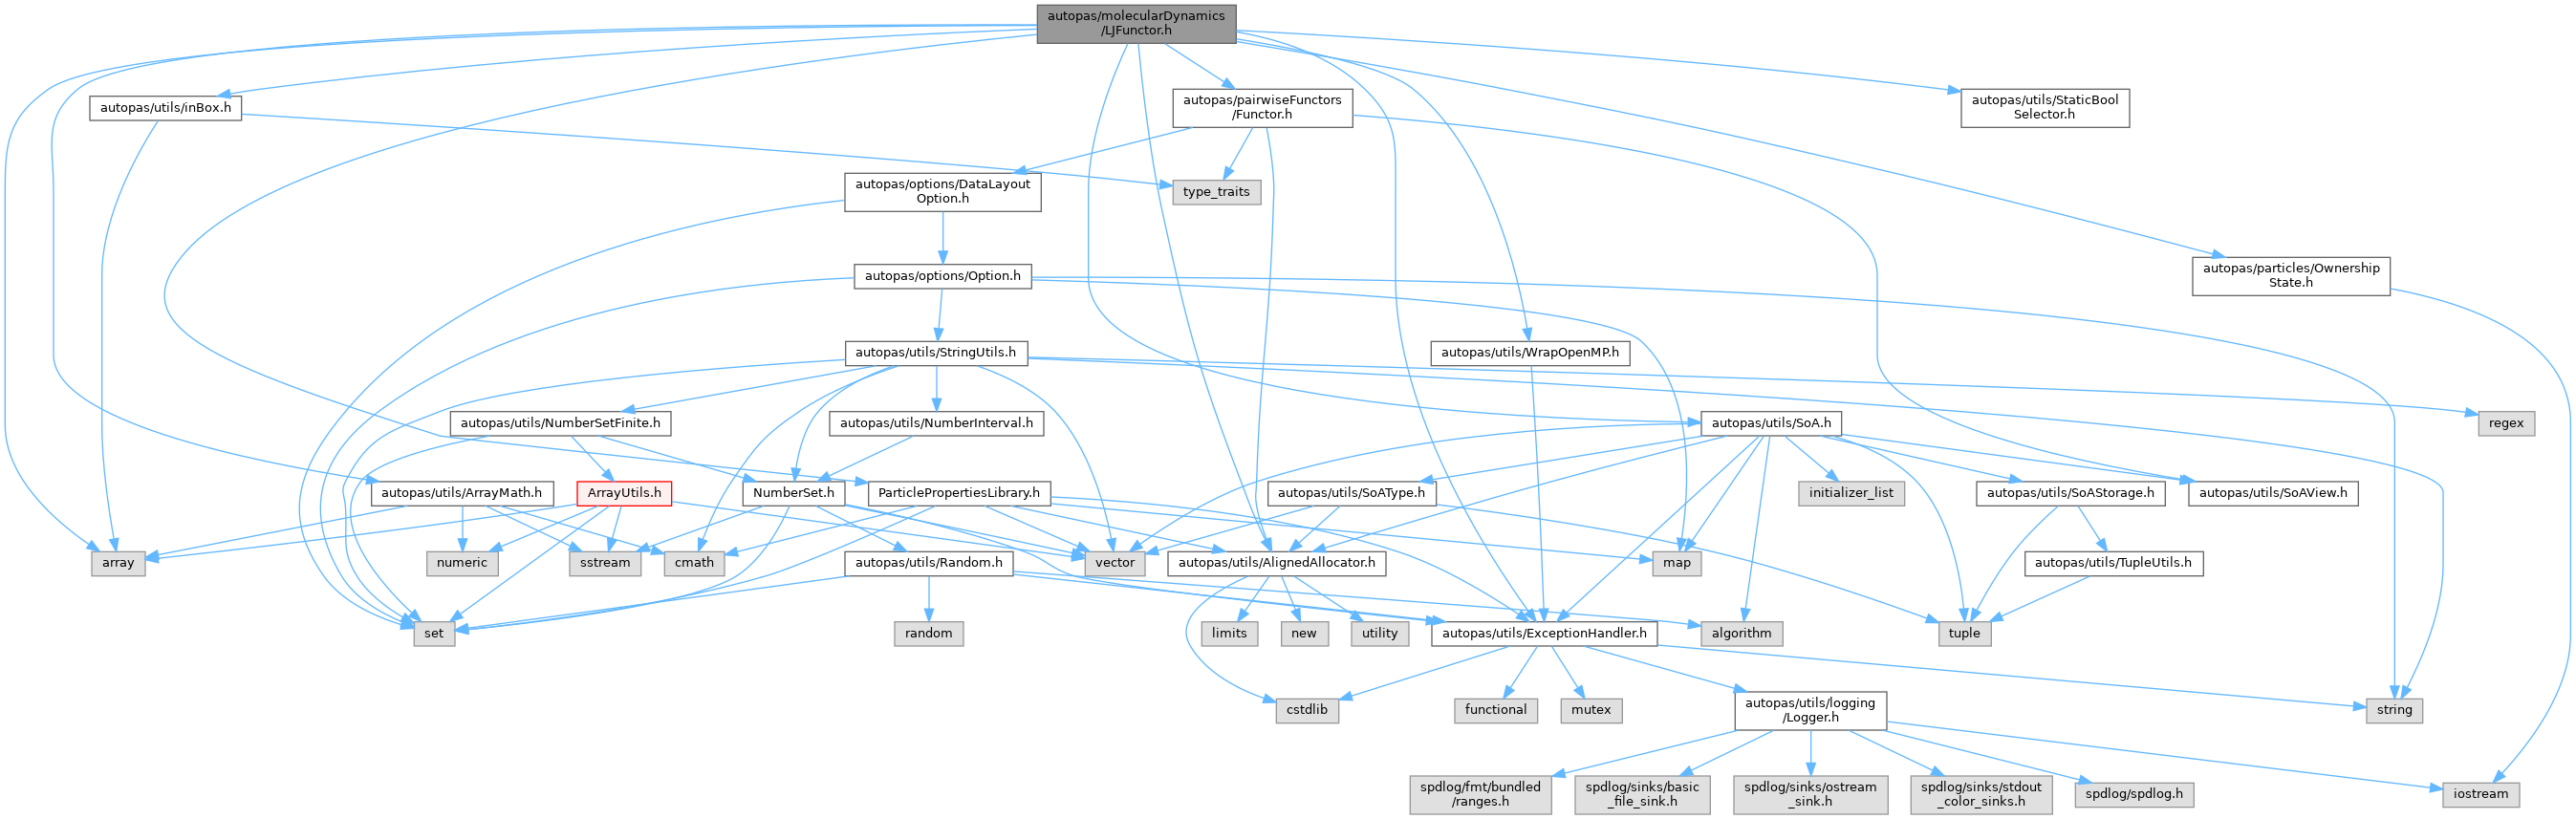 autopas/molecularDynamics
/LJFunctor.h
autopas/utils/inBox.h
autopas/pairwiseFunctors
/Functor.h
autopas/utils/StaticBool
Selector.h
autopas/options/DataLayout
Option.h
type_traits
autopas/options/Option.h
autopas/particles/Ownership
State.h
autopas/utils/StringUtils.h
autopas/utils/WrapOpenMP.h
autopas/utils/NumberSetFinite.h
autopas/utils/NumberInterval.h
autopas/utils/SoA.h
regex
autopas/utils/ArrayMath.h
ArrayUtils.h
NumberSet.h
ParticlePropertiesLibrary.h
autopas/utils/SoAType.h
initializer_list
autopas/utils/SoAStorage.h
autopas/utils/SoAView.h
array
numeric
sstream
cmath
autopas/utils/Random.h
vector
autopas/utils/AlignedAllocator.h
map
autopas/utils/TupleUtils.h
set
random
limits
new
utility
autopas/utils/ExceptionHandler.h
algorithm
tuple
cstdlib
functional
mutex
autopas/utils/logging
/Logger.h
string
spdlog/fmt/bundled
/ranges.h
spdlog/sinks/basic
_file_sink.h
spdlog/sinks/ostream
_sink.h
spdlog/sinks/stdout
_color_sinks.h
spdlog/spdlog.h
iostream